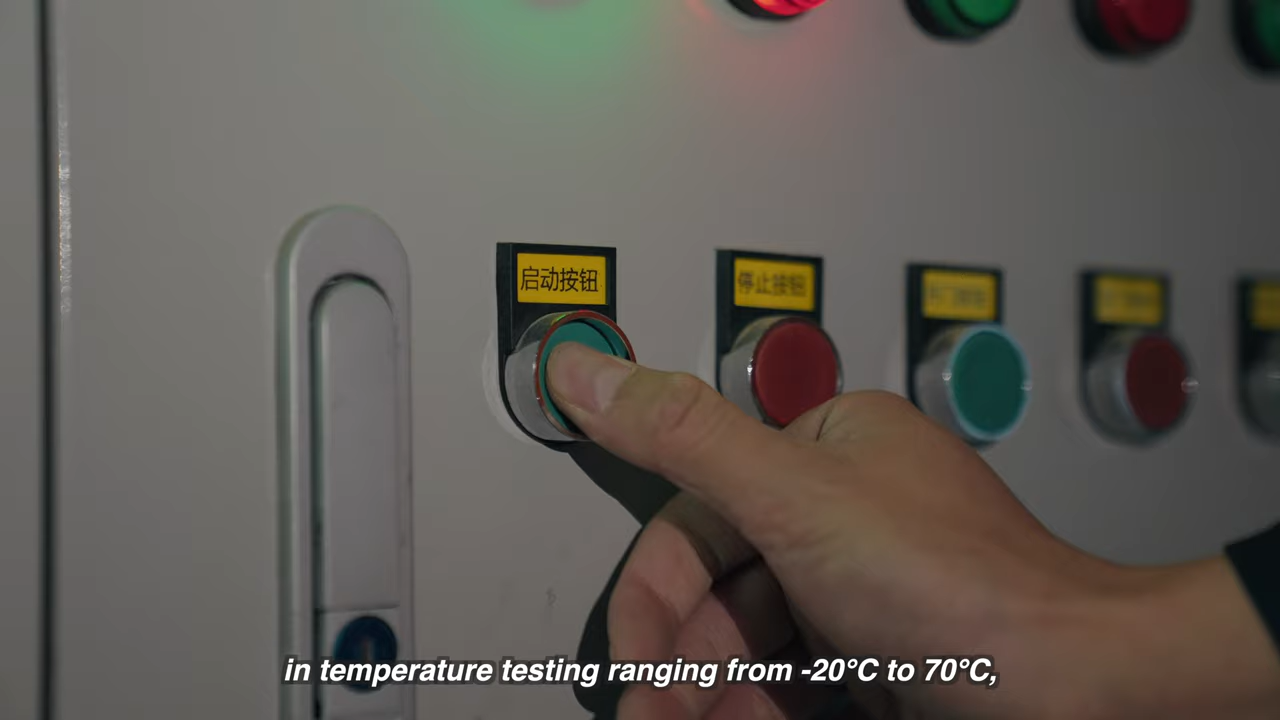 启动按钮
停止按钮
in temperature testing ranging from -20°C to 70°C,